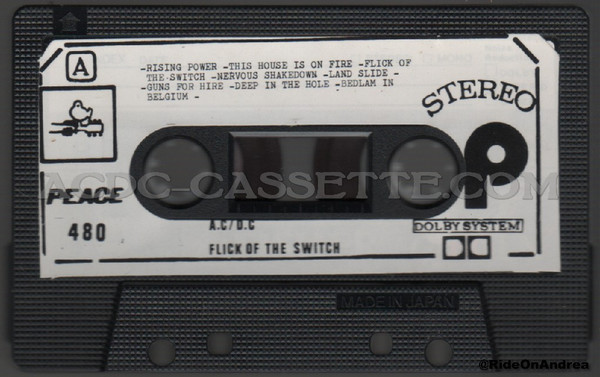 A
-RISING POWER -THIS HOUSE IS ON FIRE -FLICK OF
THE-SWITCH -NERVOUS SHAKEDOWN -LAND SLIDE -
-GUNS FOR HIRE -DEEP IN THE HOLE -BEDLAM IN
BELGIUM -
STEREO
p
ACDC-CASSETTE.COM
PEACE
480
A.C/D.C
FLICK OF THE SWITCH
DOLBY SYSTEM
MADE IN JAPAN
@RideOnAndrea